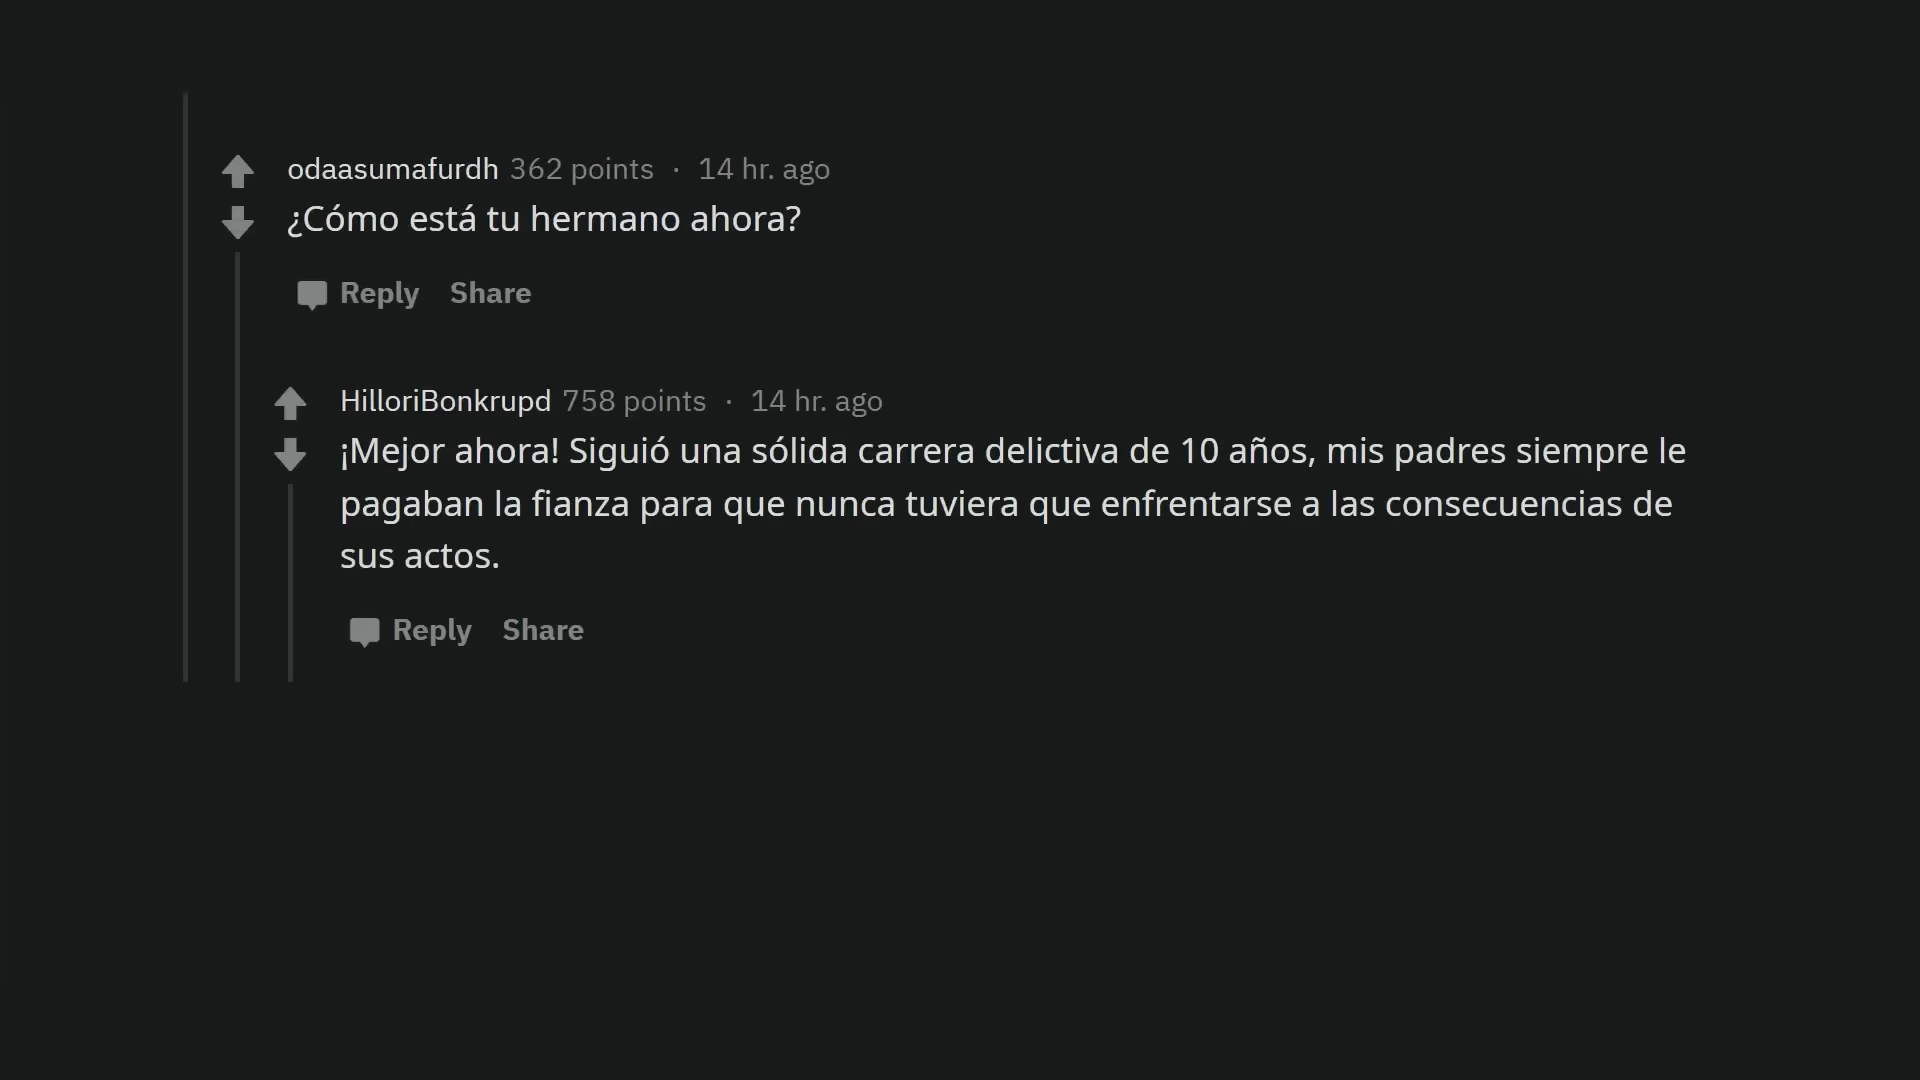 odaasumafurdh 362 points · 14 hr. ago
¿Cómo está tu hermano ahora?
Reply Share
HilloriBonkrupd 758 points · 14 hr. ago
¡Mejor ahora! Siguió una sólida carrera delictiva de 10 años, mis padres siempre le
pagaban la fianza para que nunca tuviera que enfrentarse a las consecuencias de
sus actos.
Reply Share